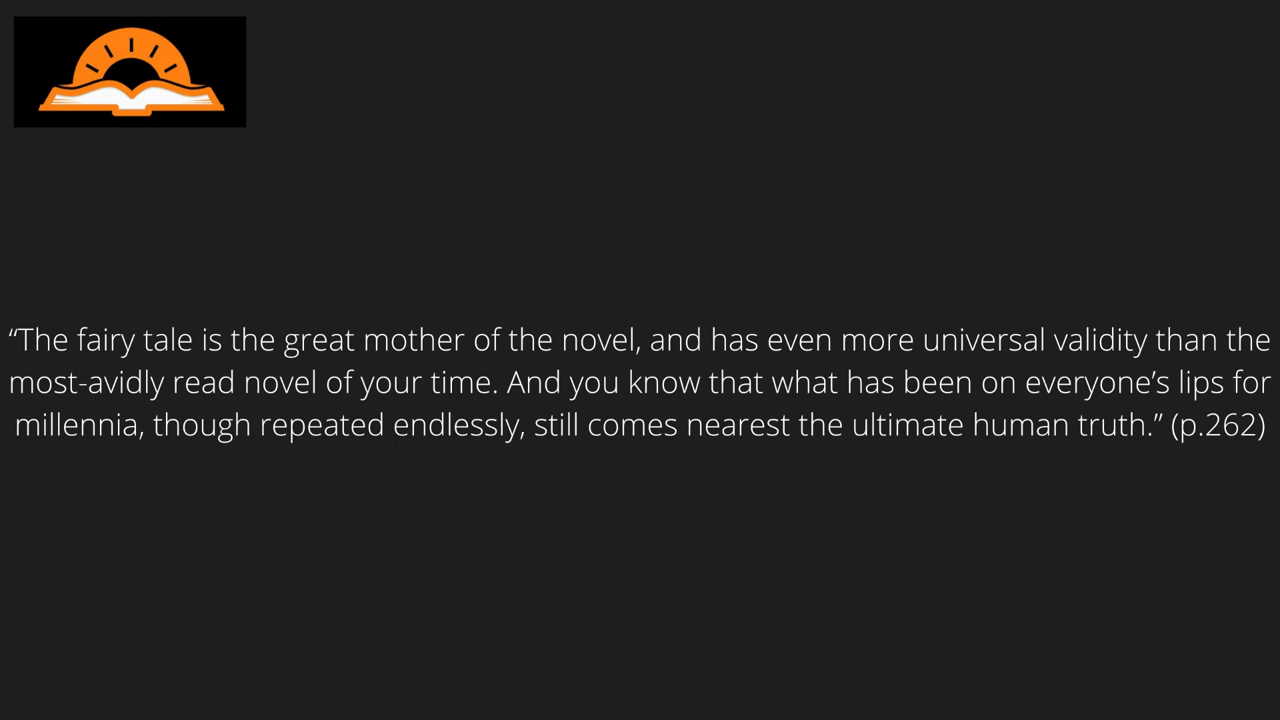 “The fairy tale is the great mother of the novel, and has even more universal validity than the
most-avidly read novel of your time. And you know that what has been on everyone’s lips for
millennia, though repeated endlessly, still comes nearest the ultimate human truth.” (p.262)